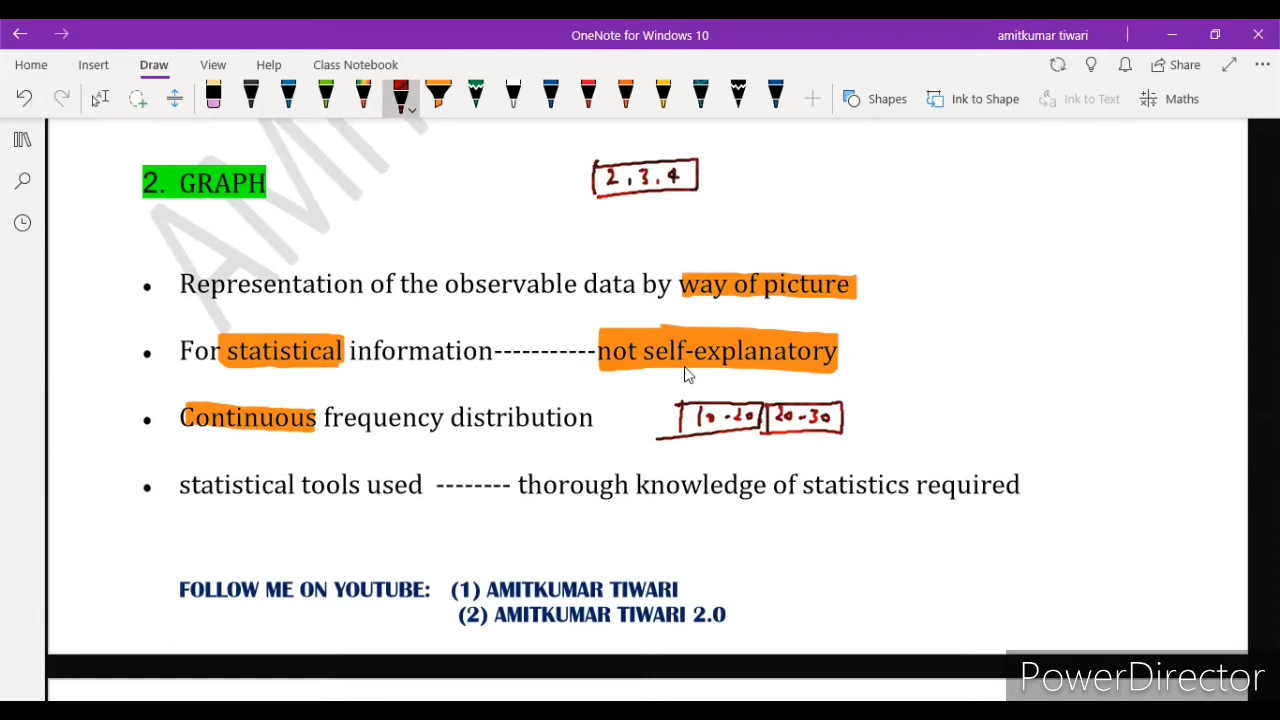 OneNote for Windows 10
amitkumar tiwari
Home Insert Draw View Help Class Notebook
Share
Shapes Ink to Shape Ink to Text Maths
2. GRAPH
2, 3, 4
• Representation of the observable data by way of picture
• For statistical information-----------not self-explanatory
• Continuous frequency distribution
10-20 20-30
• statistical tools used -------- thorough knowledge of statistics required
FOLLOW ME ON YOUTUBE: (1) AMITKUMAR TIWARI
(2) AMITKUMAR TIWARI 2.0
PowerDirector